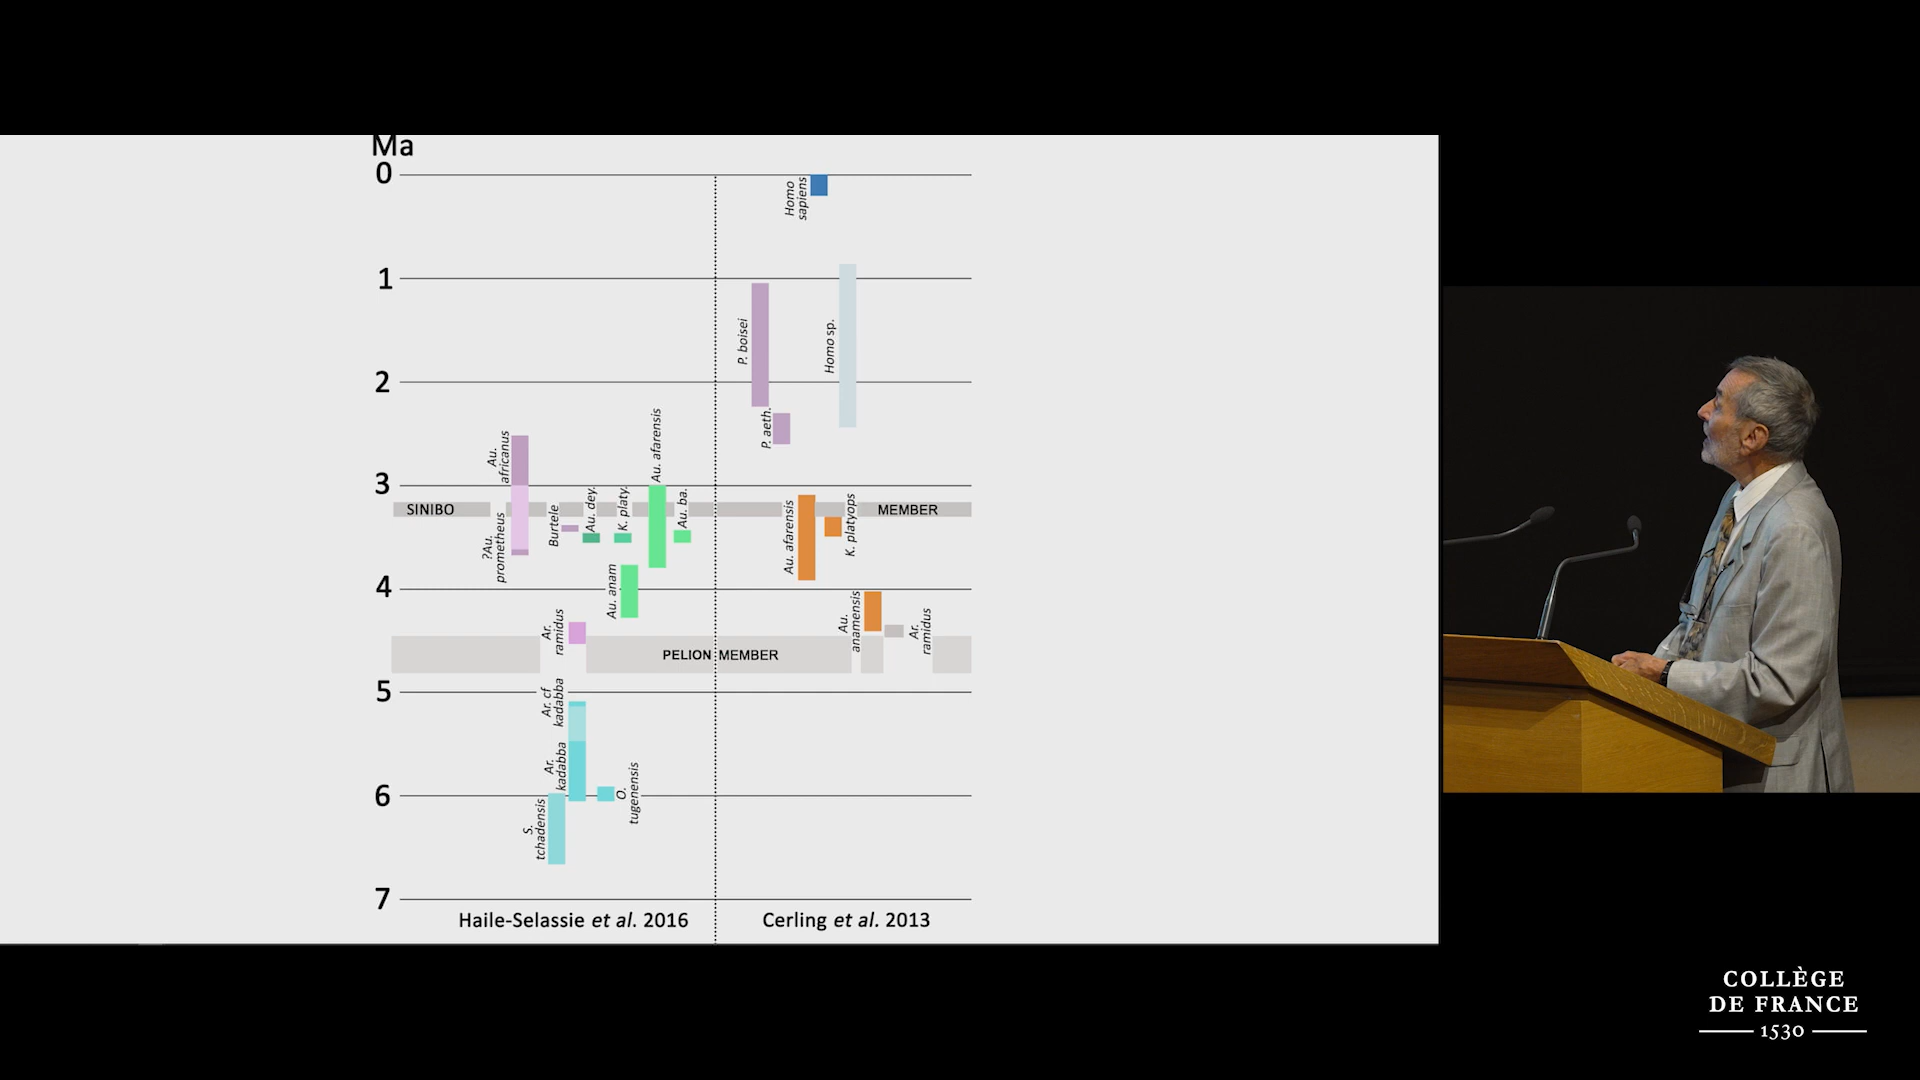 Ma
0
Homo
sapiens
1
P. boisei
Homo sp.
2
P. aeth.
Au. afarensis
Au.
africanus
3
SINIBO
MEMBER
Burtele
Au. dey.
K. platy.
Au. ba.
Au. afarensis
K. platyops
?Au.
prometheus
4
Au. anam
Au.
anamensis
Ar.
ramidus
Ar.
ramidus
PELION MEMBER
5
Ar. cf
kadabba
Ar.
kadabba
6
O.
tugenensis
S.
tchadensis
7
Haile-Selassie et al. 2016
Cerling et al. 2013
COLLÈGE
DE FRANCE
1530